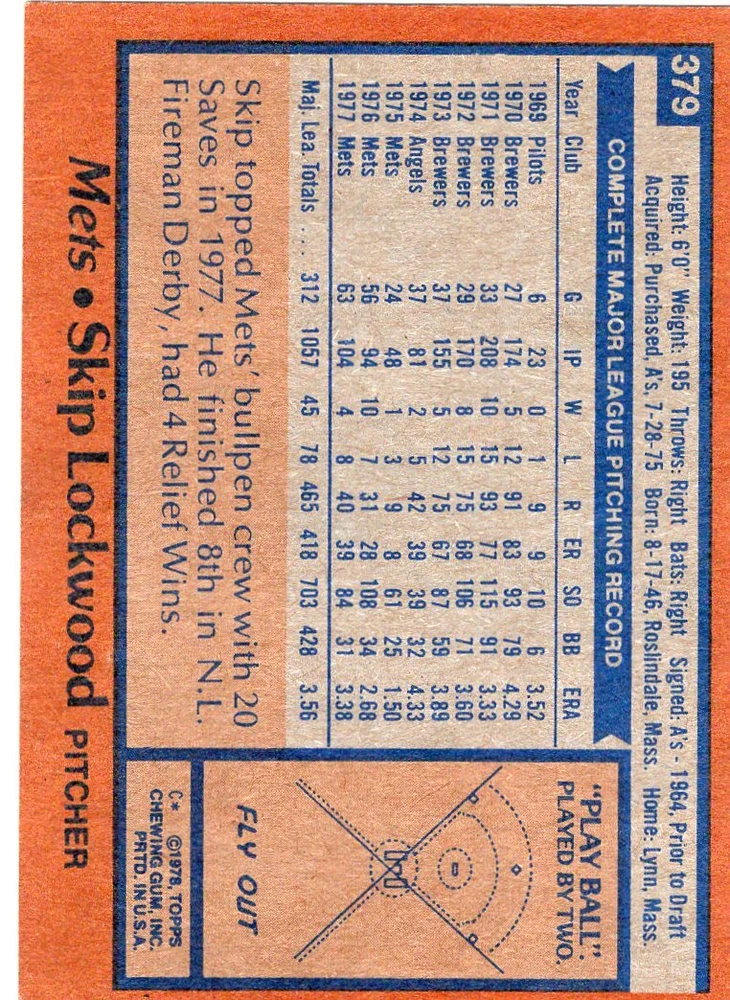 379
Height: 6'0" Weight: 195 Throws: Right Bats: Right Signed: A's - 1964, Prior to Draft
Acquired: Purchased, A's, 7-28-75 Born: 8-17-46, Roslindale, Mass. Home: Lynn, Mass.
COMPLETE MAJOR LEAGUE PITCHING RECORD
Year Club G IP W L R ER SO BB ERA
1969 Pilots 6 23 0 1 9 9 10 6 3.52
1970 Brewers 27 174 5 12 91 83 93 79 4.29
1971 Brewers 33 208 10 15 93 77 115 91 3.33
1972 Brewers 29 170 8 15 75 68 106 71 3.60
1973 Brewers 37 155 5 12 75 67 87 59 3.89
1974 Angels 37 81 2 5 42 39 39 32 4.33
1975 Mets 24 48 1 3 9 8 61 25 1.50
1976 Mets 56 94 10 7 31 28 108 34 2.68
1977 Mets 63 104 4 8 40 39 84 31 3.38
Maj. Lea. Totals .... 312 1057 45 78 465 418 703 428 3.56
Skip topped Mets' bullpen crew with 20
Saves in 1977. He finished 8th in N.L.
Fireman Derby, had 4 Relief Wins.
"PLAY BALL".
PLAYED BY TWO.
FLY OUT
C* ©1978, TOPPS
CHEWING GUM, INC.
PRTD. IN U.S.A.
Mets • Skip Lockwood PITCHER